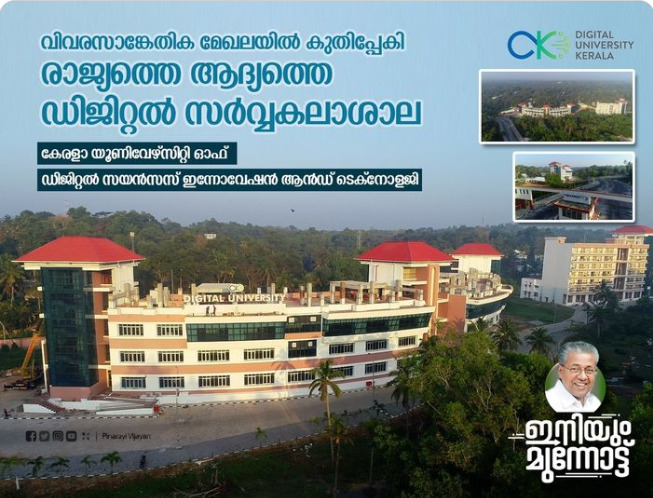 വിവരസാങ്കേതിക മേഖലയിൽ കുതിപ്പേകി
രാജ്യത്തെ ആദ്യത്തെ
ഡിജിറ്റൽ സർവ്വകലാശാല
കേരളാ യൂണിവേഴ്സിറ്റി ഓഫ്
ഡിജിറ്റൽ സയൻസസ് ഇന്നോവേഷൻ ആൻഡ് ടെക്നോളജി
DIGITAL
UNIVERSITY
KERALA
DIGITAL UNIVERSITY
Pinarayi Vijayan
ഇനിയും
മുന്നോട്ട്